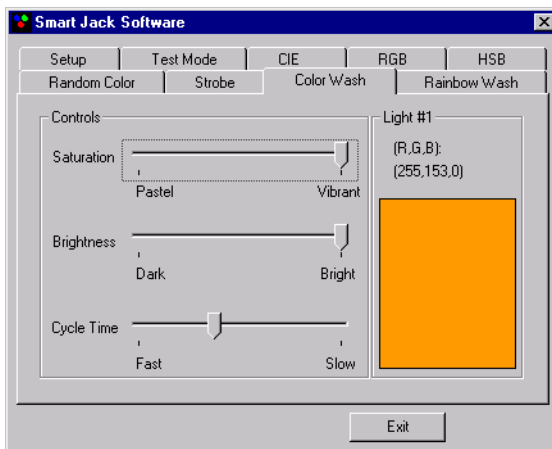 Smart Jack Software
Setup
Test Mode
CIE
RGB
HSB
Random Color
Strobe
Color Wash
Rainbow Wash
Controls
Saturation
Pastel
Vibrant
Brightness
Dark
Bright
Cycle Time
Fast
Slow
Light #1
(R,G,B):
(255,153,0)
Exit